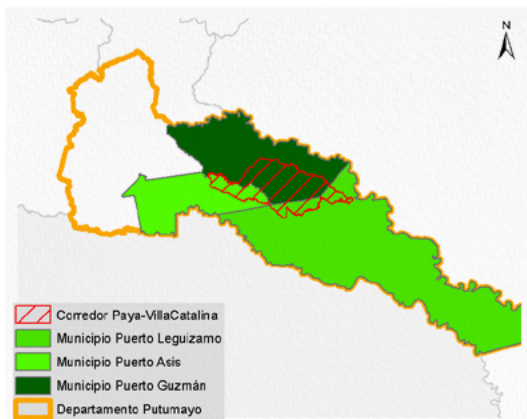 N
Corredor Paya-VillaCatalina
Municipio Puerto Leguizamo
Municipio Puerto Asis
Municipio Puerto Guzmán
Departamento Putumayo